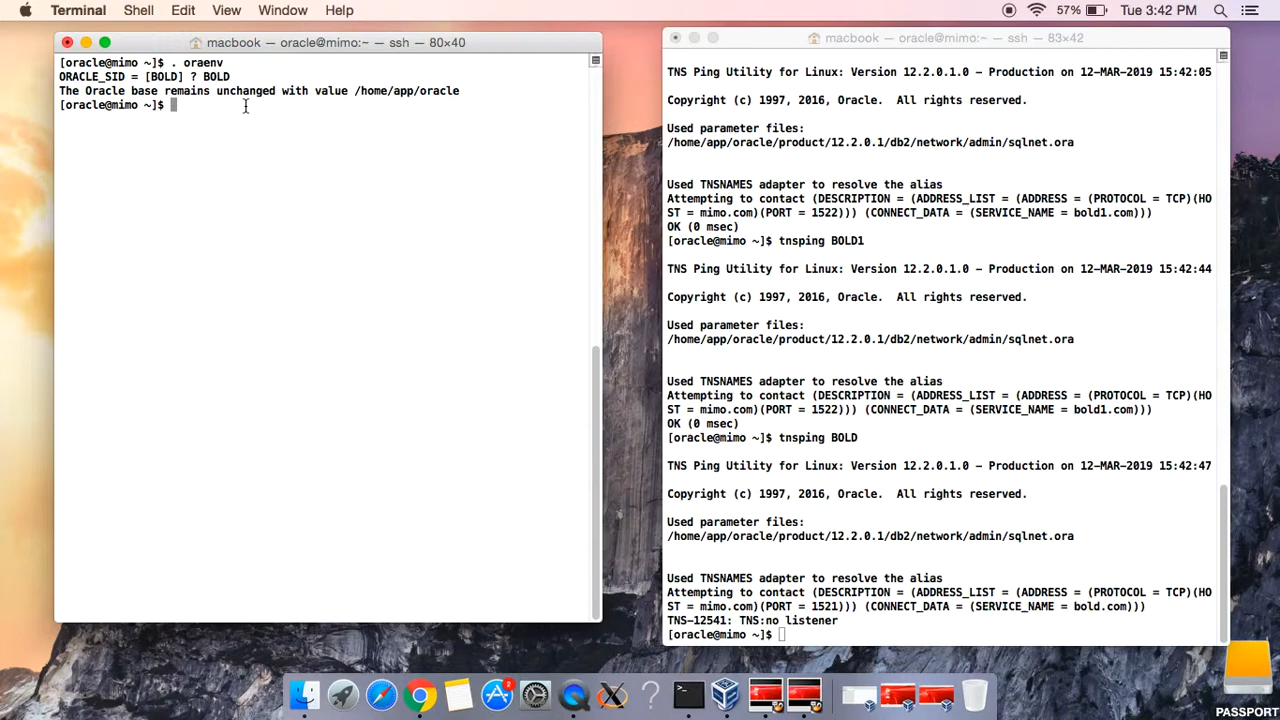 Terminal Shell Edit View Window Help 57% Tue 3:42 PM
macbook — oracle@mimo:~ — ssh — 80×40
[oracle@mimo ~]$ . oraenv
ORACLE_SID = [BOLD] ? BOLD
The Oracle base remains unchanged with value /home/app/oracle
[oracle@mimo ~]$
macbook — oracle@mimo:~ — ssh — 83×42
TNS Ping Utility for Linux: Version 12.2.0.1.0 - Production on 12-MAR-2019 15:42:05
Copyright (c) 1997, 2016, Oracle.  All rights reserved.
Used parameter files:
/home/app/oracle/product/12.2.0.1/db2/network/admin/sqlnet.ora
Used TNSNAMES adapter to resolve the alias
Attempting to contact (DESCRIPTION = (ADDRESS_LIST = (ADDRESS = (PROTOCOL = TCP)(HO
ST = mimo.com)(PORT = 1522))) (CONNECT_DATA = (SERVICE_NAME = bold1.com)))
OK (0 msec)
[oracle@mimo ~]$ tnsping BOLD1
TNS Ping Utility for Linux: Version 12.2.0.1.0 - Production on 12-MAR-2019 15:42:44
Copyright (c) 1997, 2016, Oracle.  All rights reserved.
Used parameter files:
/home/app/oracle/product/12.2.0.1/db2/network/admin/sqlnet.ora
Used TNSNAMES adapter to resolve the alias
Attempting to contact (DESCRIPTION = (ADDRESS_LIST = (ADDRESS = (PROTOCOL = TCP)(HO
ST = mimo.com)(PORT = 1522))) (CONNECT_DATA = (SERVICE_NAME = bold1.com)))
OK (0 msec)
[oracle@mimo ~]$ tnsping BOLD
TNS Ping Utility for Linux: Version 12.2.0.1.0 - Production on 12-MAR-2019 15:42:47
Copyright (c) 1997, 2016, Oracle.  All rights reserved.
Used parameter files:
/home/app/oracle/product/12.2.0.1/db2/network/admin/sqlnet.ora
Used TNSNAMES adapter to resolve the alias
Attempting to contact (DESCRIPTION = (ADDRESS_LIST = (ADDRESS = (PROTOCOL = TCP)(HO
ST = mimo.com)(PORT = 1521))) (CONNECT_DATA = (SERVICE_NAME = bold.com)))
TNS-12541: TNS:no listener
[oracle@mimo ~]$
2
PASSPORT